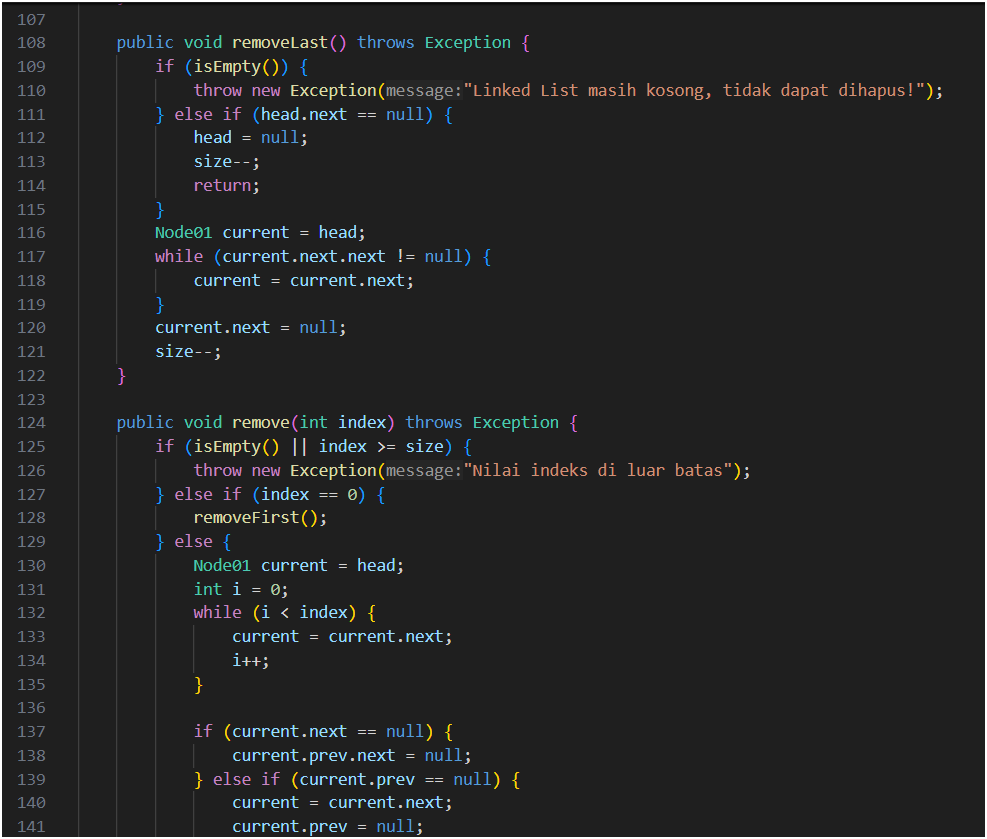 107
108 public void removeLast() throws Exception {
109 if (isEmpty()) {
110 throw new Exception(message:"Linked List masih kosong, tidak dapat dihapus!");
111 } else if (head.next == null) {
112 head = null;
113 size--;
114 return;
115 }
116 Node01 current = head;
117 while (current.next.next != null) {
118 current = current.next;
119 }
120 current.next = null;
121 size--;
122 }
123
124 public void remove(int index) throws Exception {
125 if (isEmpty() || index >= size) {
126 throw new Exception(message:"Nilai indeks di luar batas");
127 } else if (index == 0) {
128 removeFirst();
129 } else {
130 Node01 current = head;
131 int i = 0;
132 while (i < index) {
133 current = current.next;
134 i++;
135 }
136
137 if (current.next == null) {
138 current.prev.next = null;
139 } else if (current.prev == null) {
140 current = current.next;
141 current.prev = null;